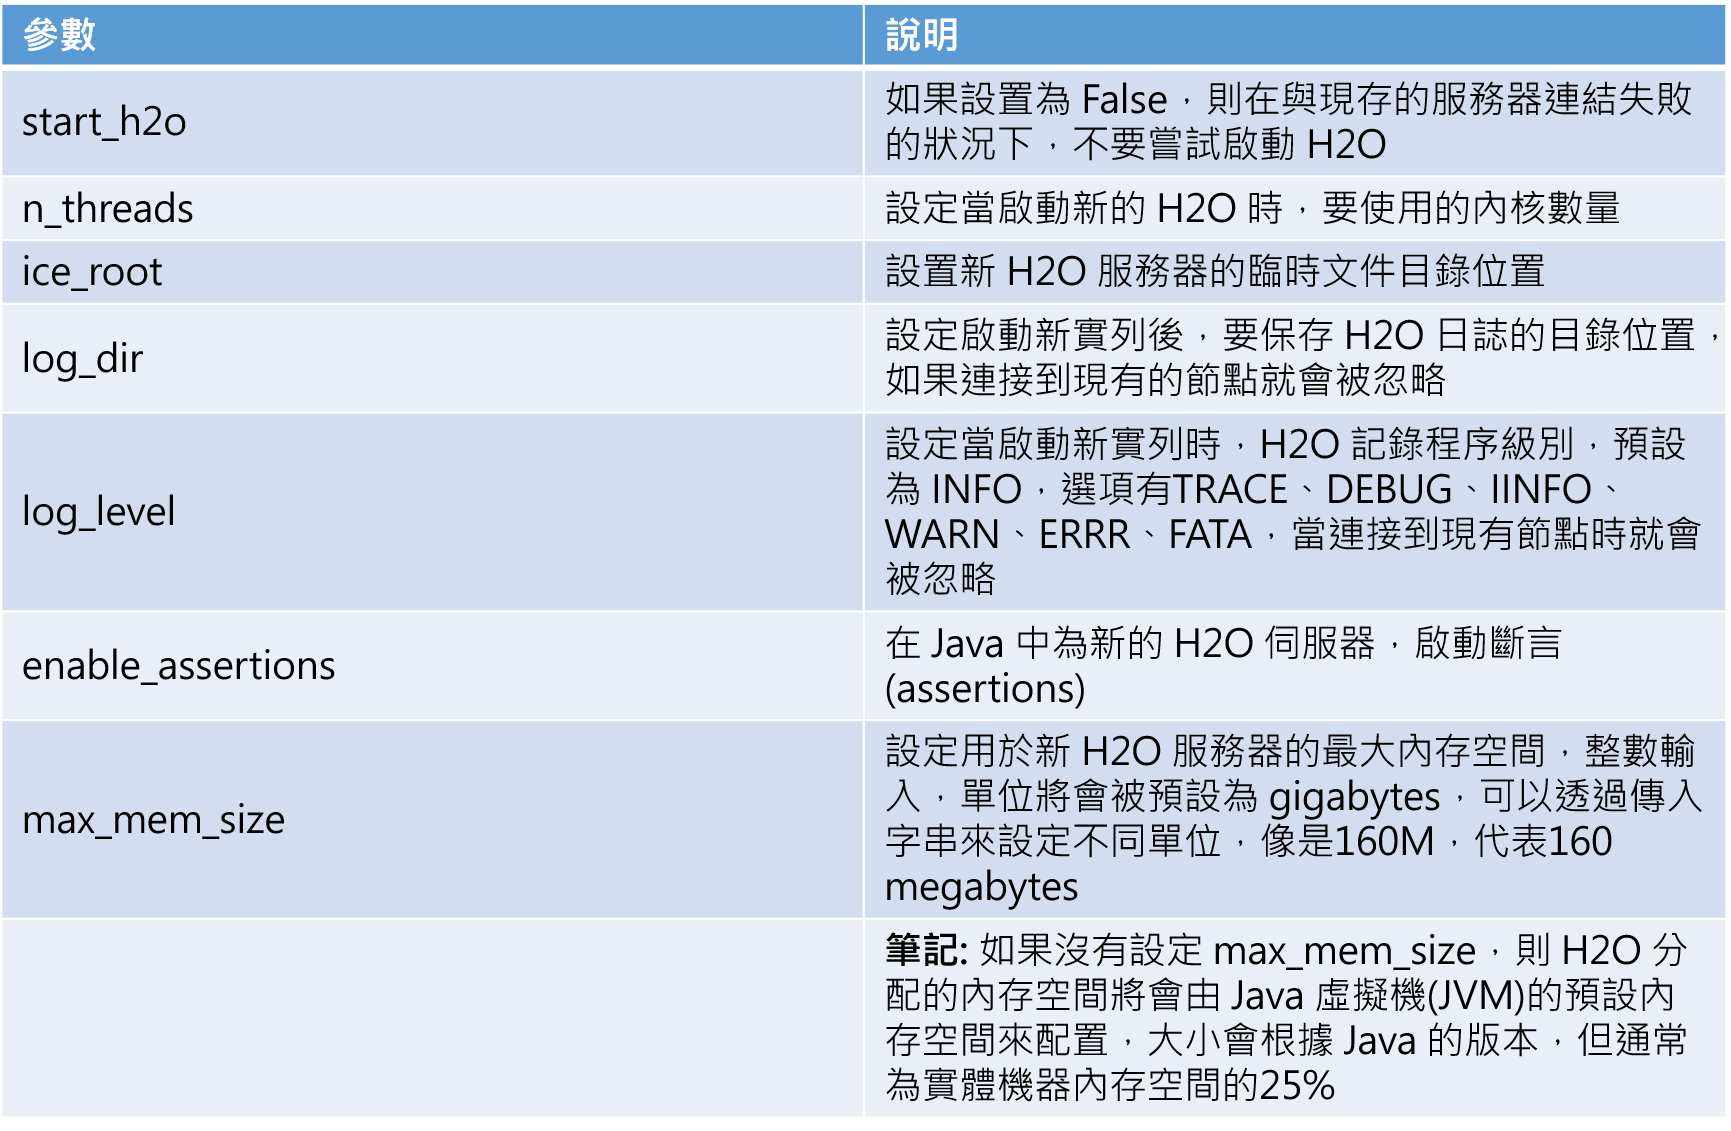 參數
說明
start_h2o
如果設置為 False，則在與現存的服務器連結失敗
的狀況下，不要嘗試啟動 H2O
n_threads
設定當啟動新的 H2O 時，要使用的內核數量
ice_root
設置新 H2O 服務器的臨時文件目錄位置
log_dir
設定啟動新實列後，要保存 H2O 日誌的目錄位置，
如果連接到現有的節點就會被忽略
log_level
設定當啟動新實列時，H2O 記錄程序級別，預設
為 INFO，選項有TRACE、DEBUG、IINFO、
WARN、ERRR、FATA，當連接到現有節點時就會
被忽略
enable_assertions
在 Java 中為新的 H2O 伺服器，啟動斷言
(assertions)
max_mem_size
設定用於新 H2O 服務器的最大內存空間，整數輸
入，單位將會被預設為 gigabytes，可以透過傳入
字串來設定不同單位，像是160M，代表160
megabytes
筆記: 如果沒有設定 max_mem_size，則 H2O 分
配的內存空間將會由 Java 虛擬機(JVM)的預設內
存空間來配置，大小會根據 Java 的版本，但通常
為實體機器內存空間的25%